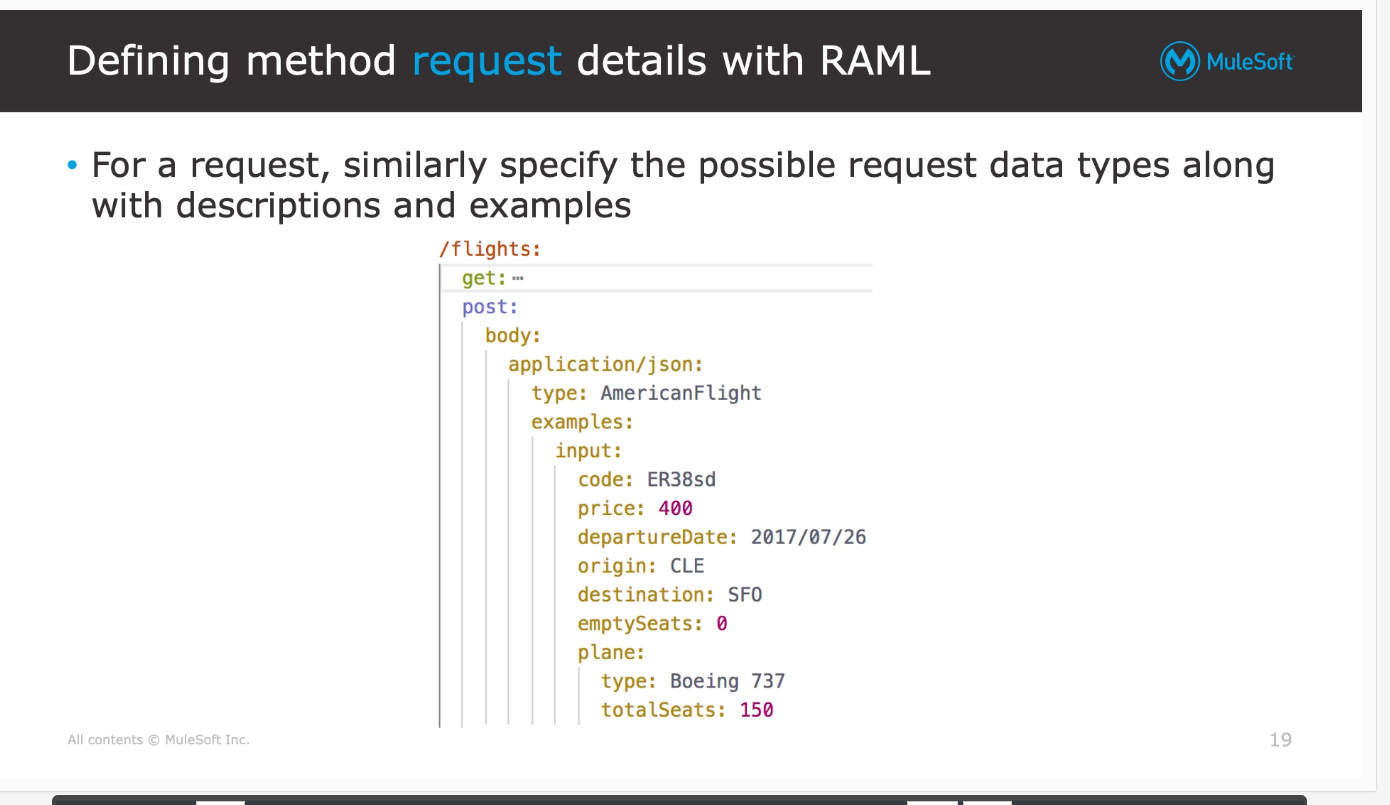 Defining method request details with RAML
MuleSoft
• For a request, similarly specify the possible request data types along
with descriptions and examples
/flights:
get: ⋯
post:
body:
application/json:
type: AmericanFlight
examples:
input:
code: ER38sd
price: 400
departureDate: 2017/07/26
origin: CLE
destination: SFO
emptySeats: 0
plane:
type: Boeing 737
totalSeats: 150
All contents © MuleSoft Inc.
19